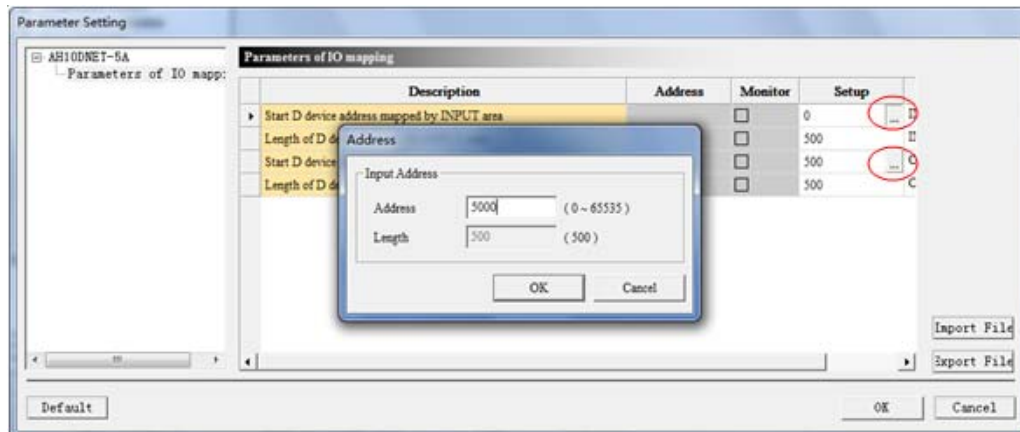 Parameter Setting
AH10DNET-5A
Parameters of IO mapp:
Parameters of IO mapping
Description Address Monitor Setup
Start D device address mapped by INPUT area 0 ...
Length of D de 500
Start D device 500 ...
Length of D de 500
Address
Input Address
Address 5000 ( 0 ~ 65535 )
Length 500 ( 500 )
OK Cancel
Import File
Export File
Default OK Cancel